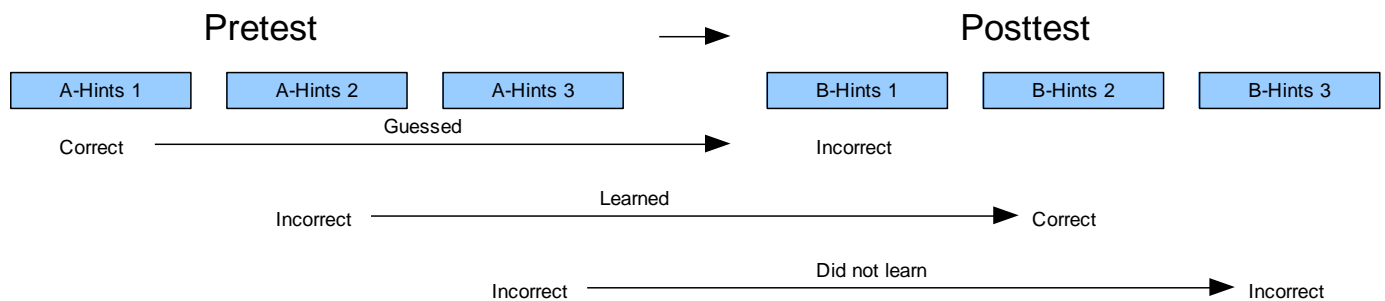 Pretest
Posttest
A-Hints 1
A-Hints 2
A-Hints 3
B-Hints 1
B-Hints 2
B-Hints 3
Guessed
Correct
Incorrect
Learned
Incorrect
Correct
Did not learn
Incorrect
Incorrect